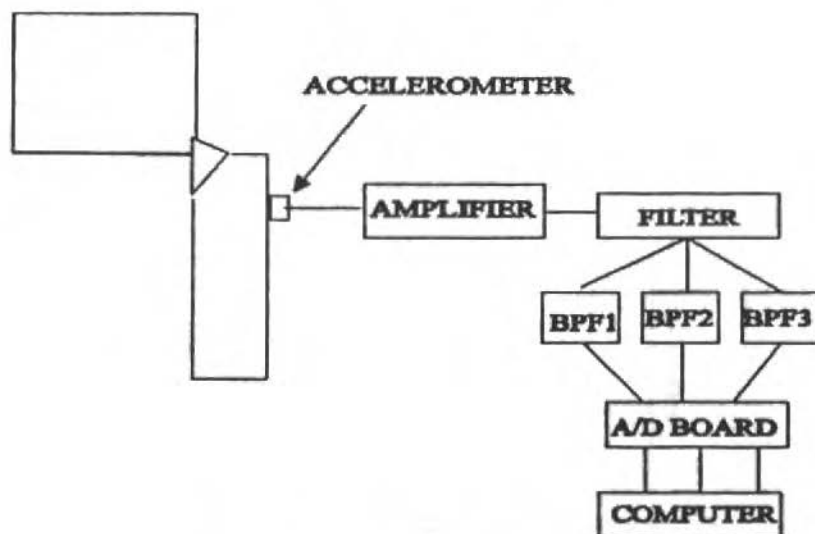 ACCELEROMETER
AMPLIFIER
FILTER
BPF1 BPF2 BPF3
A/D BOARD
COMPUTER